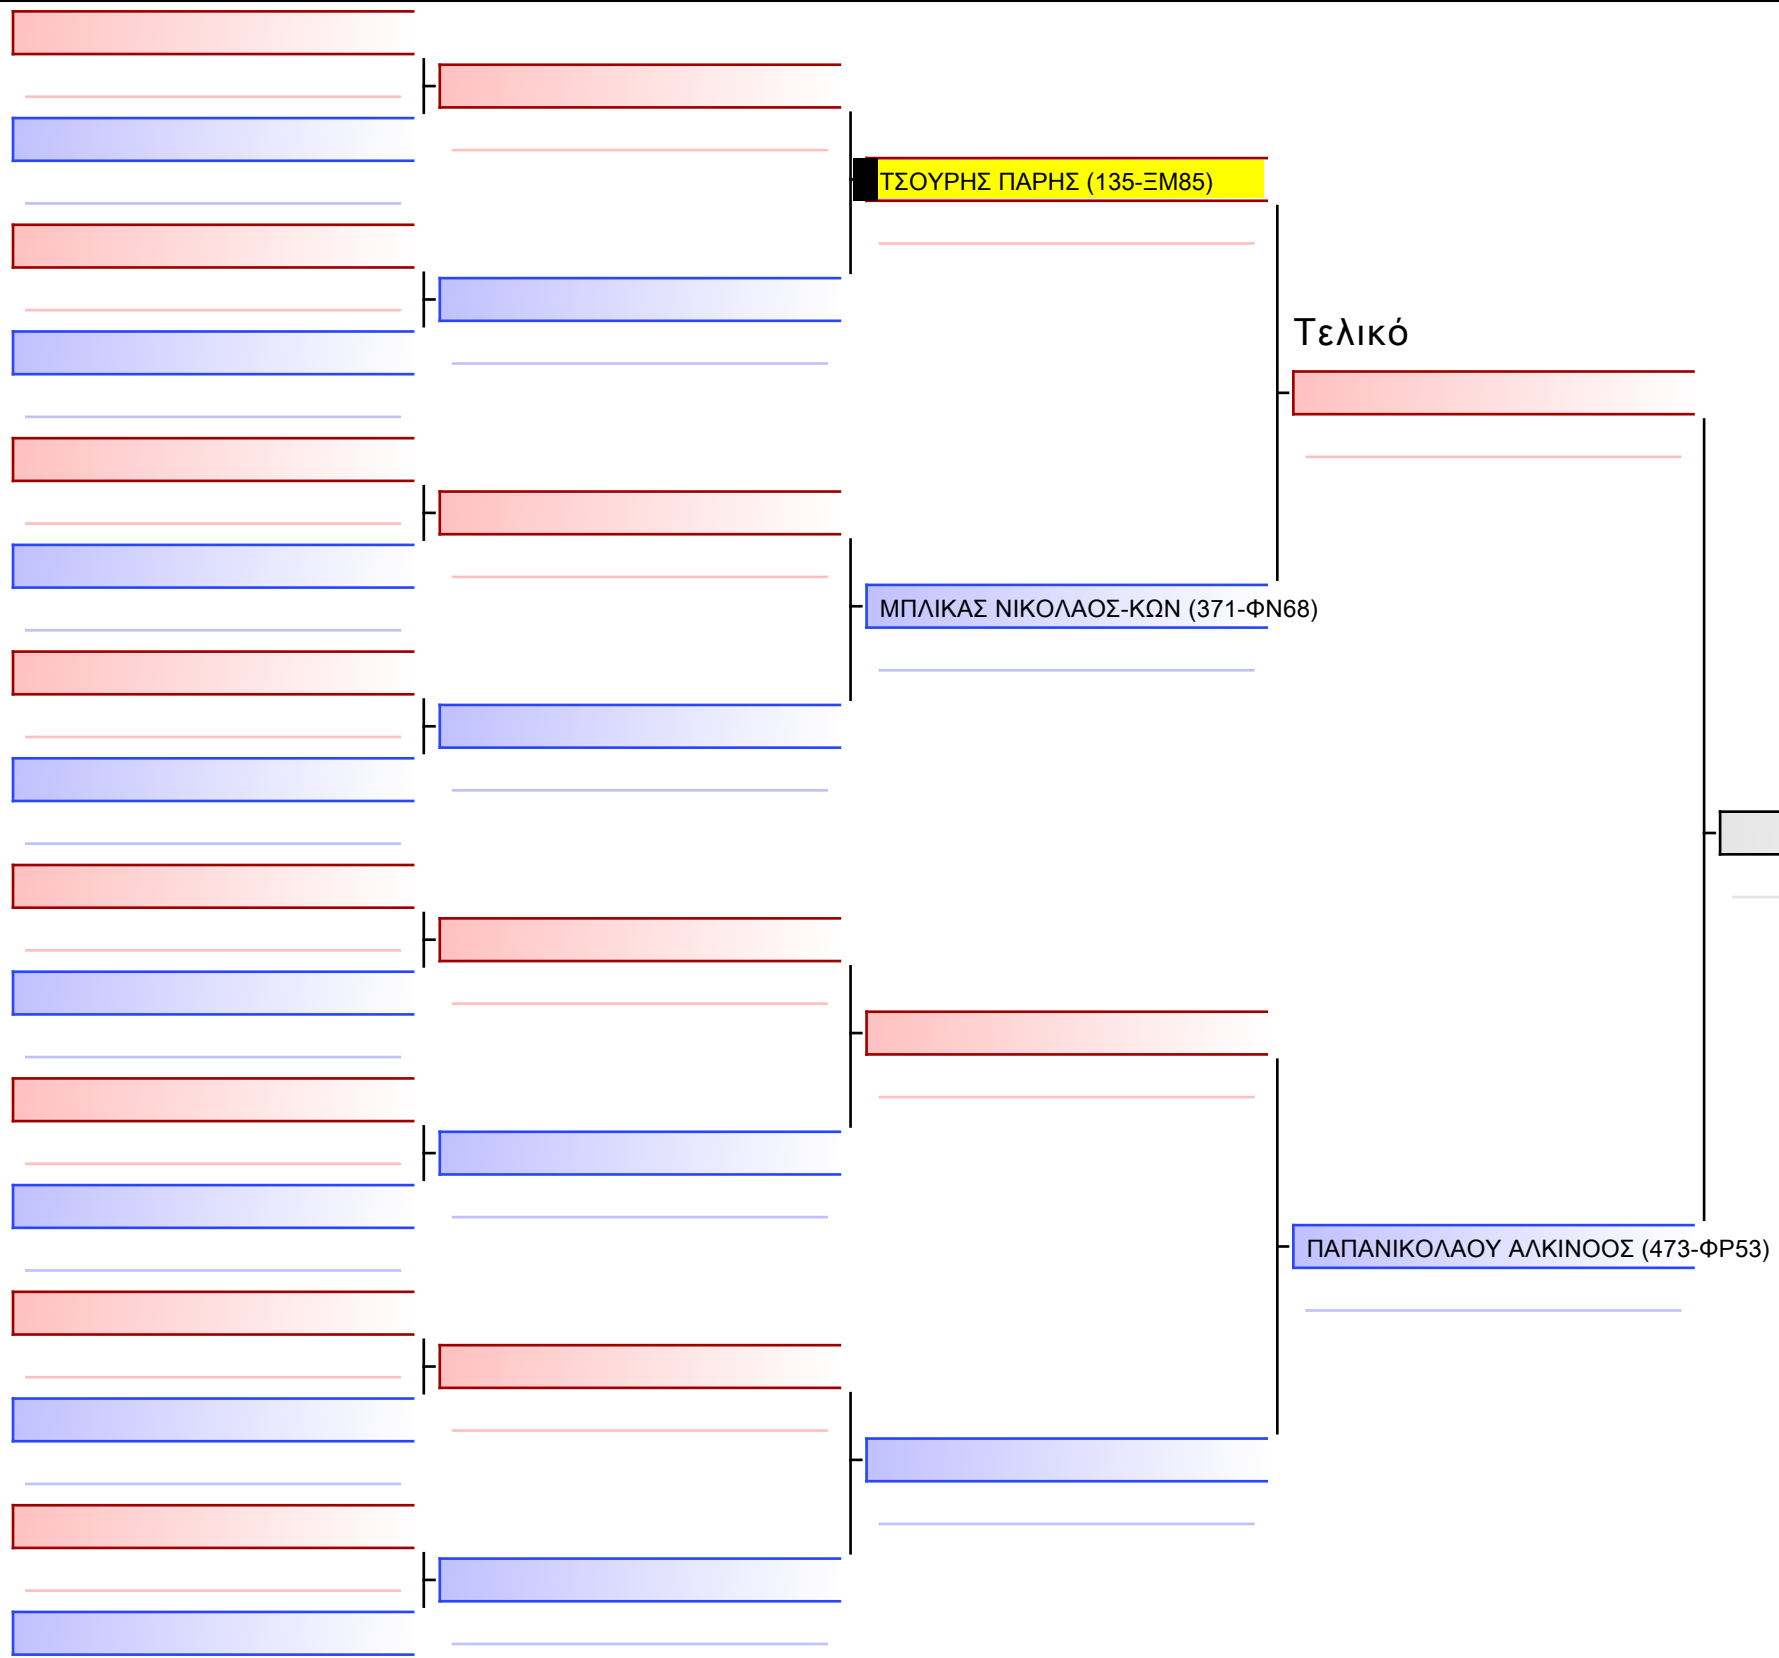 ΤΣΟΥΡΗΣ ΠΑΡΗΣ (135-ΞΜ85)
Τελικό
ΜΠΛΙΚΑΣ ΝΙΚΟΛΑΟΣ-ΚΩΝ (371-ΦΝ68)
ΠΑΠΑΝΙΚΟΛΑΟΥ ΑΛΚΙΝΟΟΣ (473-ΦΡ53)